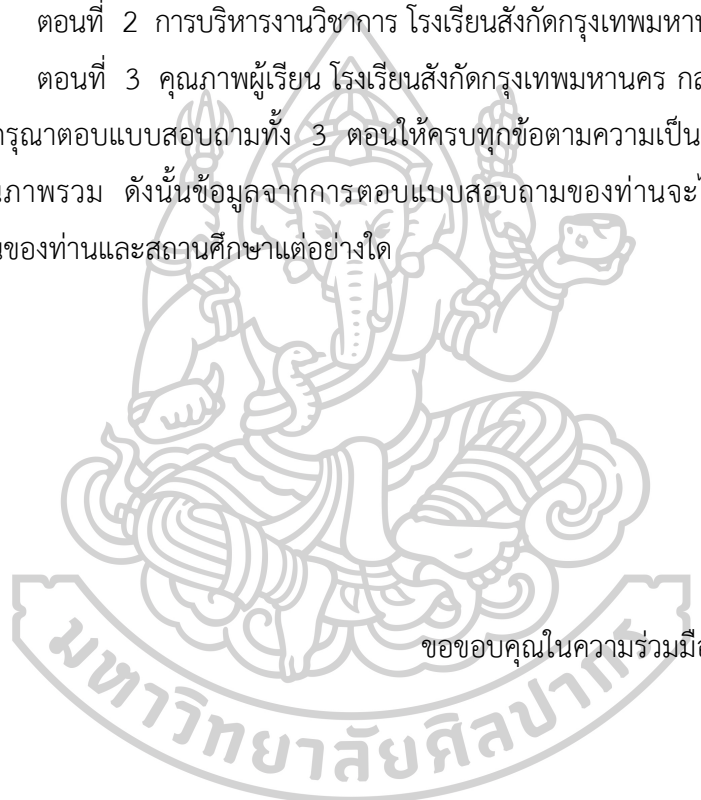 ตอนที่ 2 การบริหารงานวิชาการ โรงเรียนสังกัดกรุงเทพมหาน
ตอนที่ 3 คุณภาพผู้เรียน โรงเรียนสังกัดกรุงเทพมหานคร กล
รุณาตอบแบบสอบถามทั้ง 3 ตอนให้ครบทุกข้อตามความเป็น
ภาพรวม ดังนั้นข้อมูลจากการตอบแบบสอบถามของท่านจะ
ของท่านและสถานศึกษาแต่อย่างใด
ขอขอบคุณในความร่วมมือ
มหาวิทยาลัยศิลปากร